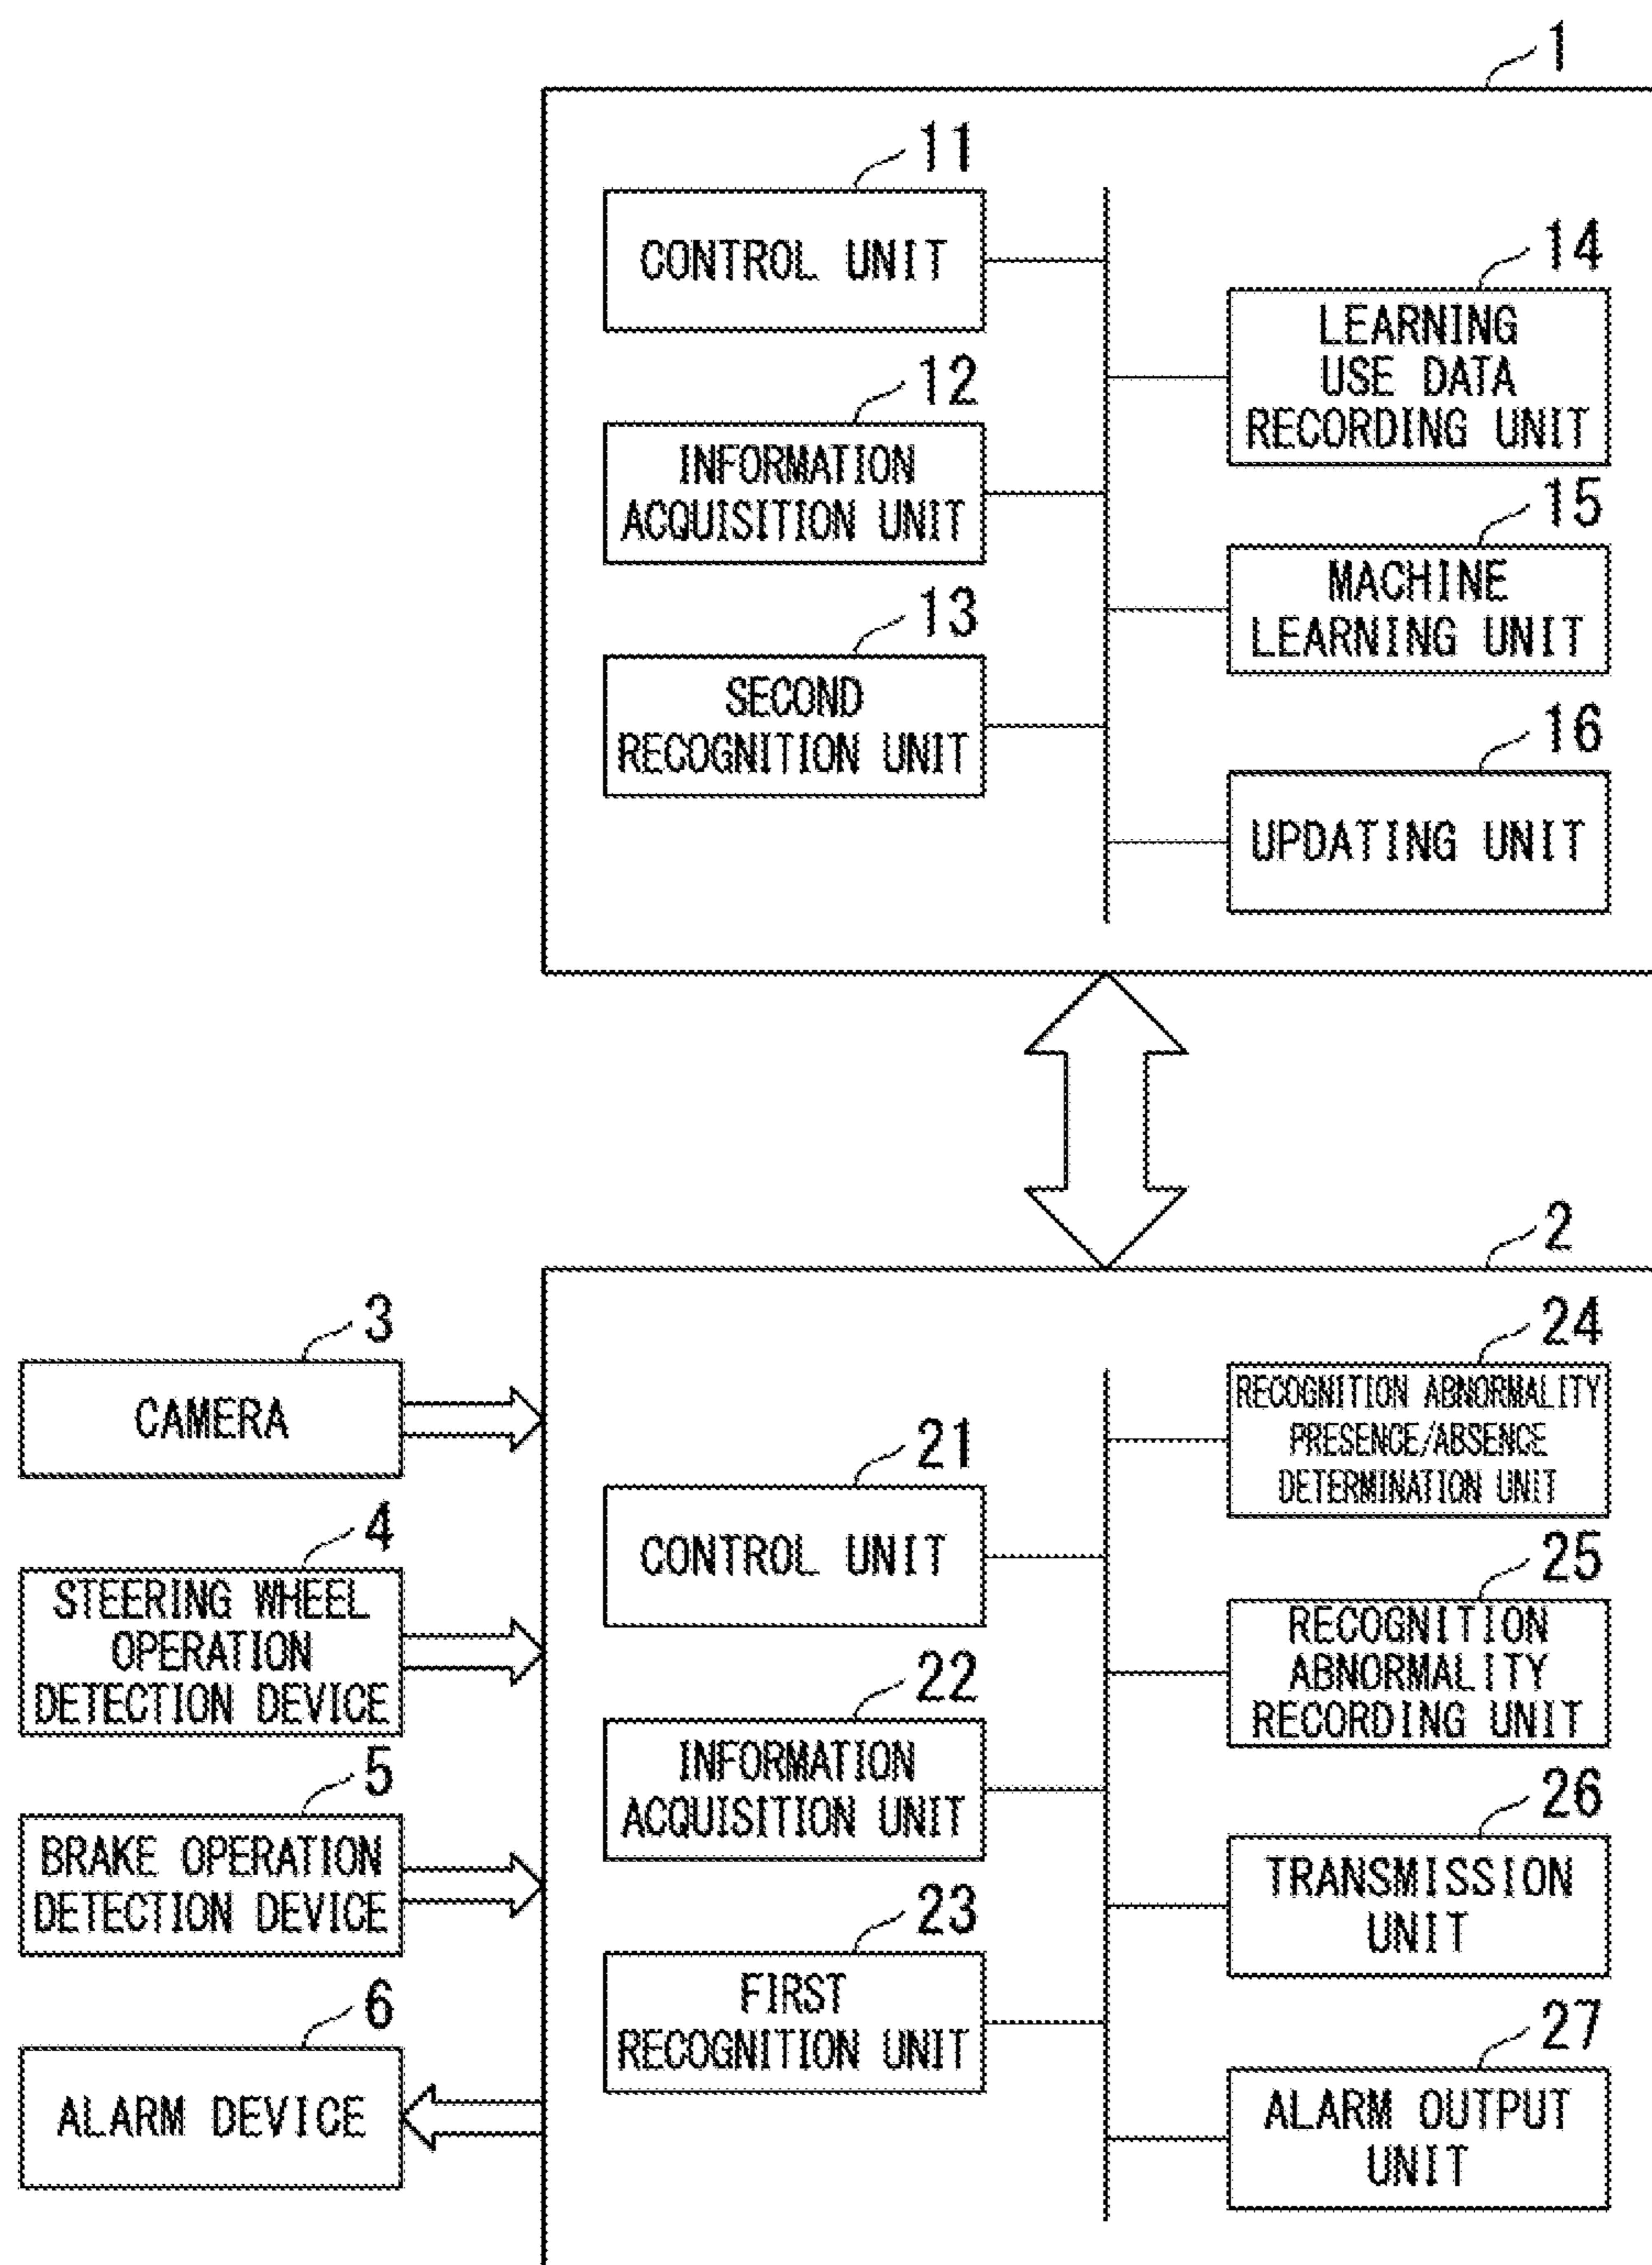 1
11
CONTROL UNIT
12
INFORMATION
ACQUISITION UNIT
13
SECOND
RECOGNITION UNIT
14
LEARNING
USE DATA
RECORDING UNIT
15
MACHINE
LEARNING UNIT
16
UPDATING UNIT
2
3
CAMERA
4
STEERING WHEEL
OPERATION
DETECTION DEVICE
5
BRAKE OPERATION
DETECTION DEVICE
6
ALARM DEVICE
21
CONTROL UNIT
22
INFORMATION
ACQUISITION UNIT
23
FIRST
RECOGNITION UNIT
24
RECOGNITION ABNORMALITY
PRESENCE/ABSENCE
DETERMINATION UNIT
25
RECOGNITION
ABNORMALITY
RECORDING UNIT
26
TRANSMISSION
UNIT
27
ALARM OUTPUT
UNIT